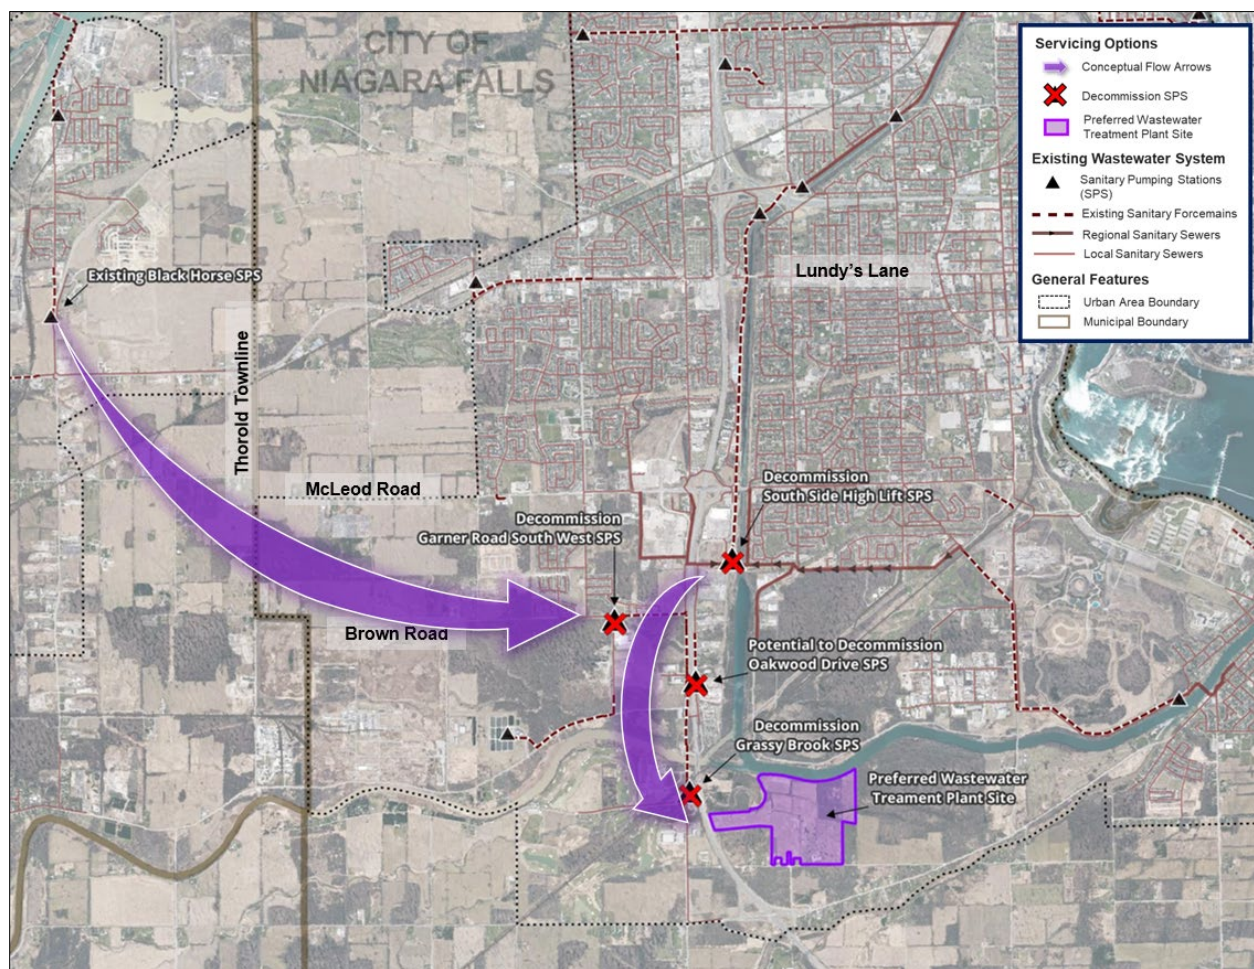 CITY OF
NIAGARA FALLS
Servicing Options
Conceptual Flow Arrows
Decommission SPS
Preferred Wastewater
Treatment Plant Site
Existing Wastewater System
Sanitary Pumping Stations
(SPS)
Existing Sanitary Forcemains
Regional Sanitary Sewers
Local Sanitary Sewers
General Features
Urban Area Boundary
Municipal Boundary
Existing Black Horse SPS
Lundy's Lane
Thorold Townline
McLeod Road
Decommission
South Side High Lift SPS
Decommission
Garner Road South West SPS
Brown Road
Potential to Decommission
Oakwood Drive SPS
Decommission
Grassy Brook SPS
Preferred Wastewater
Treament Plant Site